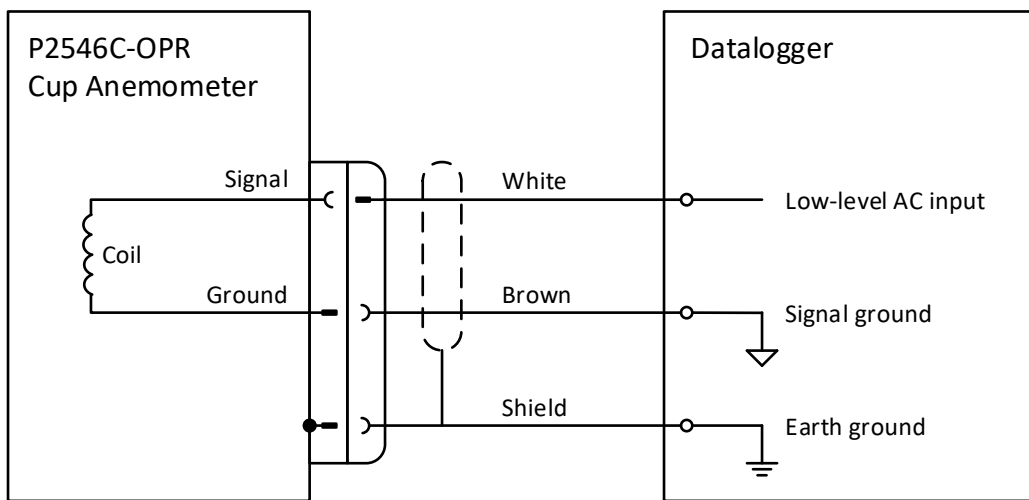 P2546C-OPR
Cup Anemometer
Datalogger
Signal
White
Low-level AC input
Coil
Ground
Brown
Signal ground
Shield
Earth ground